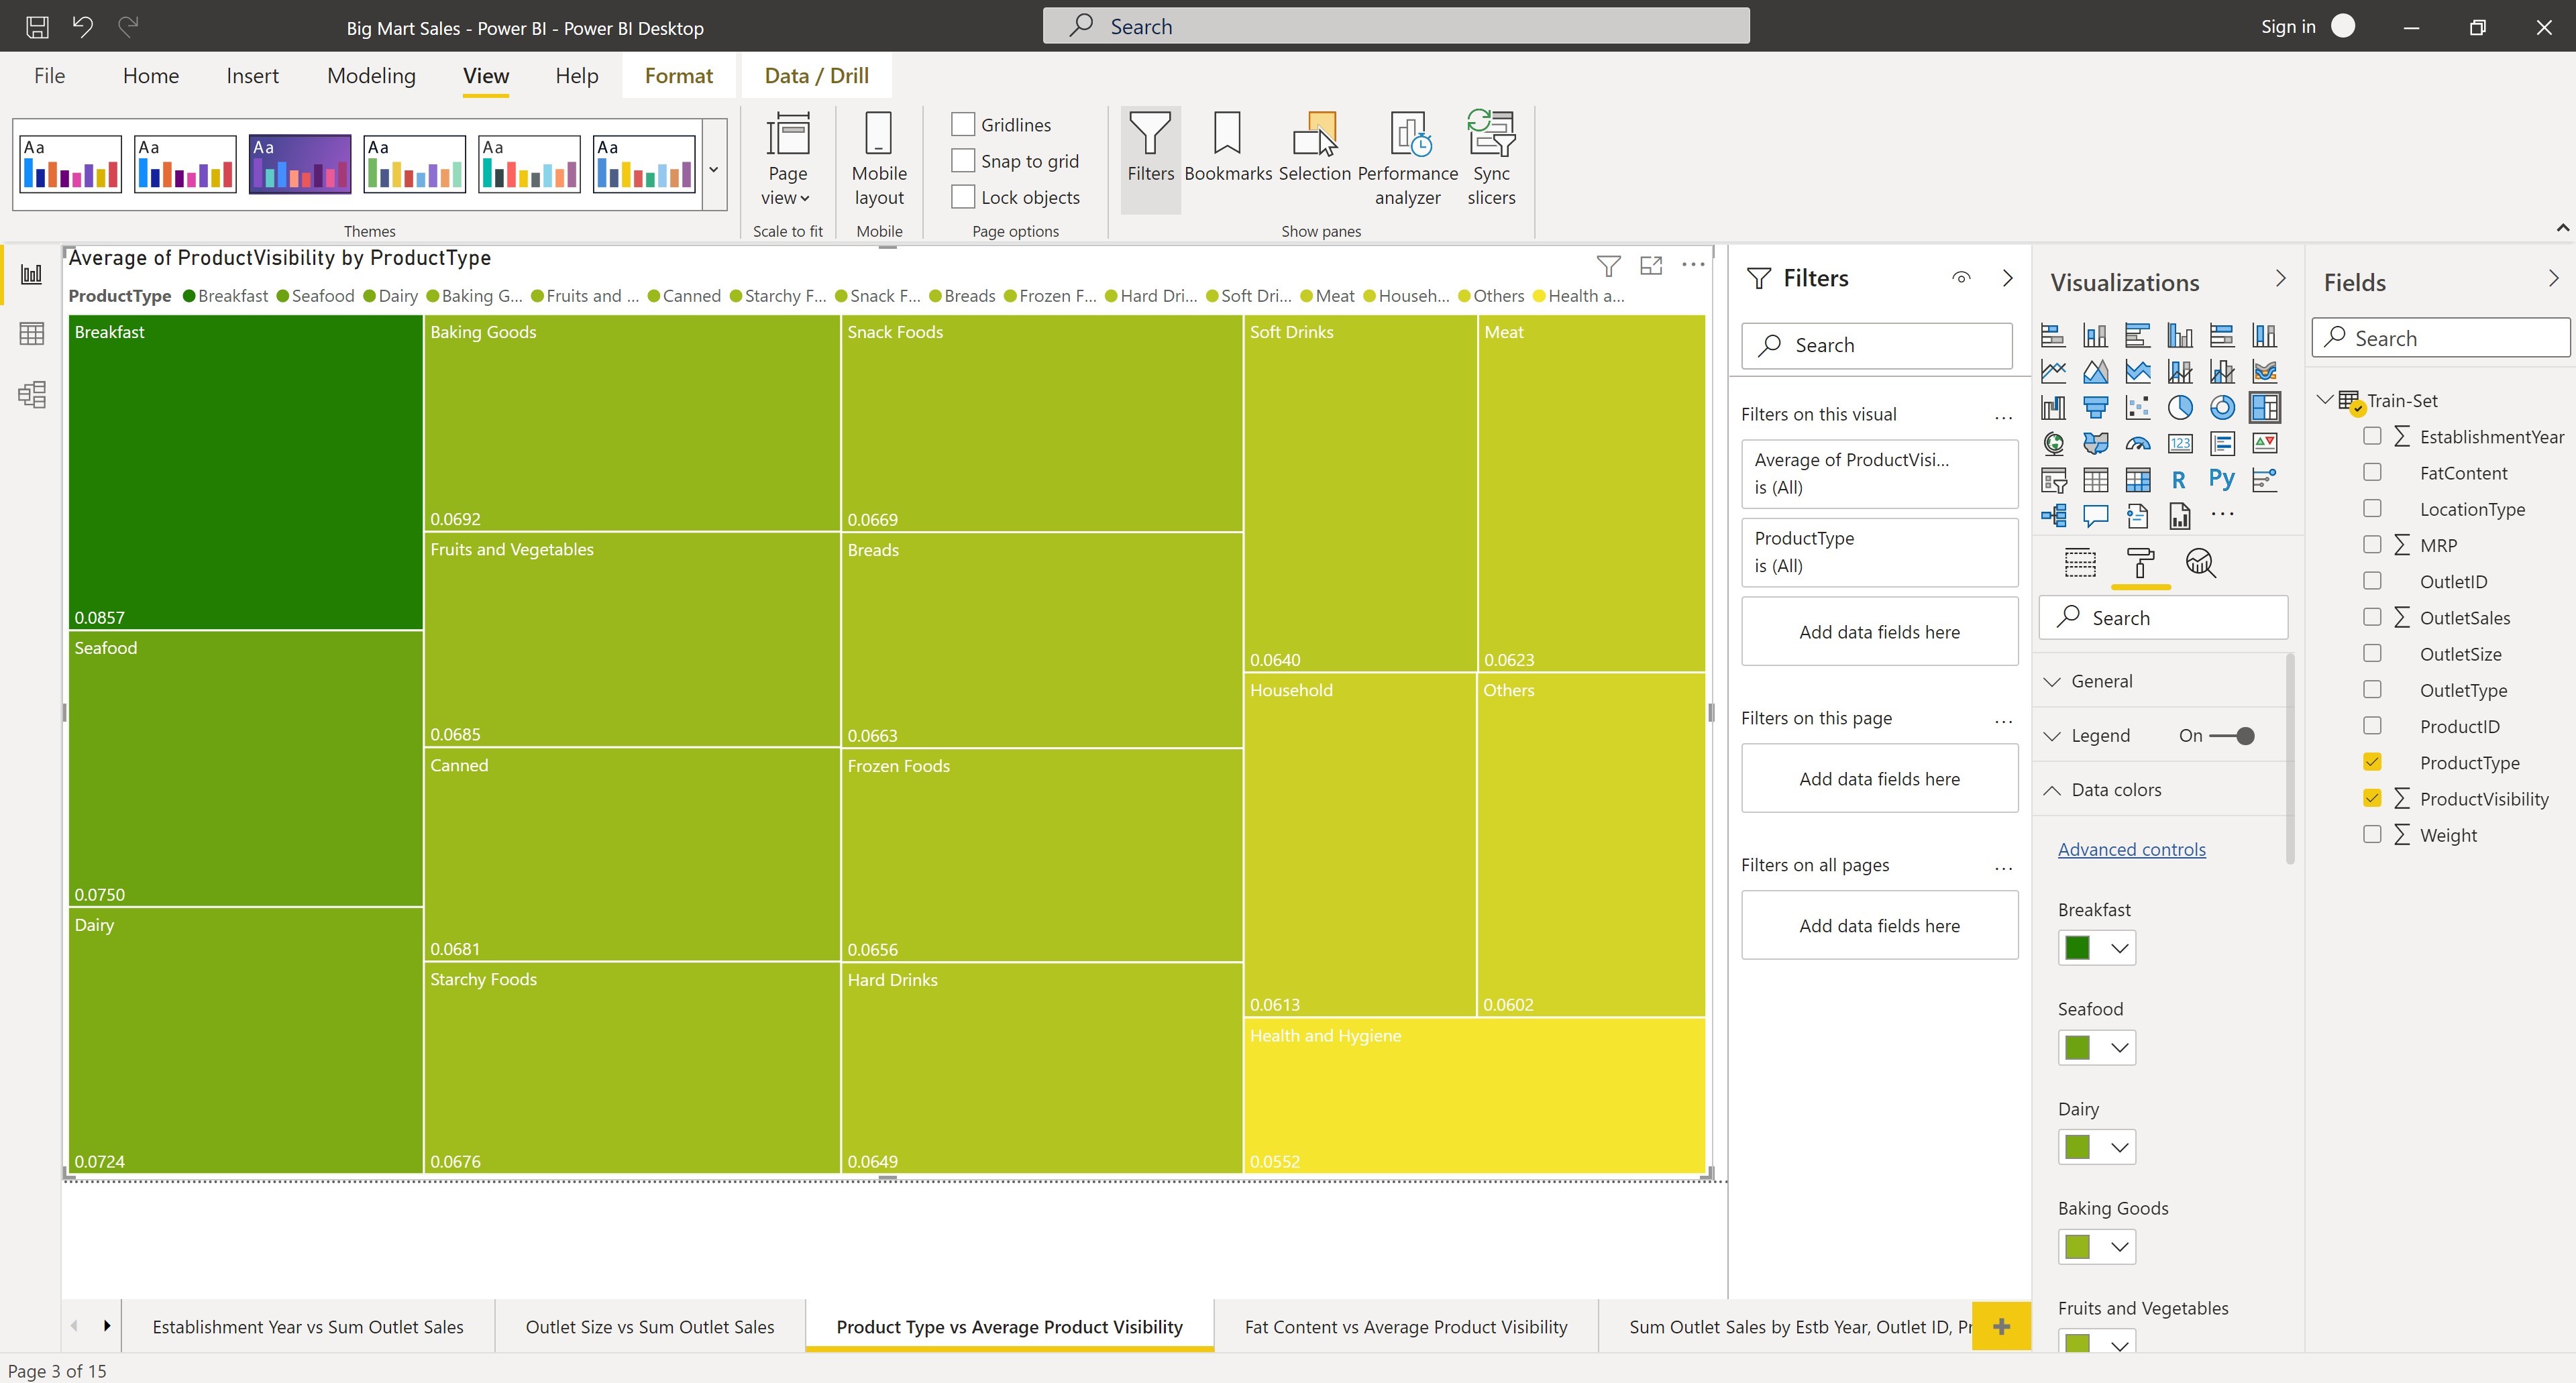 Big Mart Sales - Power BI - Power BI Desktop
Search
Sign in
File Home Insert Modeling View Help Format Data / Drill
Aa Aa Aa Aa Aa Aa
Themes
Page view
Scale to fit
Mobile layout
Mobile
Gridlines
Snap to grid
Lock objects
Page options
Filters
Bookmarks
Selection
Performance analyzer
Sync slicers
Show panes
Average of ProductVisibility by ProductType
ProductType Breakfast Seafood Dairy Baking G... Fruits and ... Canned Starchy F... Snack F... Breads Frozen F... Hard Dri... Soft Dri... Meat Househ... Others Health a...
Breakfast
0.0857
Seafood
0.0750
Dairy
0.0724
Baking Goods
0.0692
Fruits and Vegetables
0.0685
Canned
0.0681
Starchy Foods
0.0676
Snack Foods
0.0669
Breads
0.0663
Frozen Foods
0.0656
Hard Drinks
0.0649
Soft Drinks
0.0640
Meat
0.0623
Household
0.0613
Others
0.0602
Health and Hygiene
0.0552
Filters
Search
Filters on this visual ...
Average of ProductVisi...
is (All)
ProductType
is (All)
Add data fields here
Filters on this page ...
Add data fields here
Filters on all pages ...
Add data fields here
Visualizations
123
R Py
...
Search
General
Legend On
Data colors
Advanced controls
Breakfast
Seafood
Dairy
Baking Goods
Fruits and Vegetables
Fields
Search
Train-Set
∑ EstablishmentYear
FatContent
LocationType
∑ MRP
OutletID
∑ OutletSales
OutletSize
OutletType
ProductID
ProductType
∑ ProductVisibility
∑ Weight
Establishment Year vs Sum Outlet Sales
Outlet Size vs Sum Outlet Sales
Product Type vs Average Product Visibility
Fat Content vs Average Product Visibility
Sum Outlet Sales by Estb Year, Outlet ID, Pr
Page 3 of 15